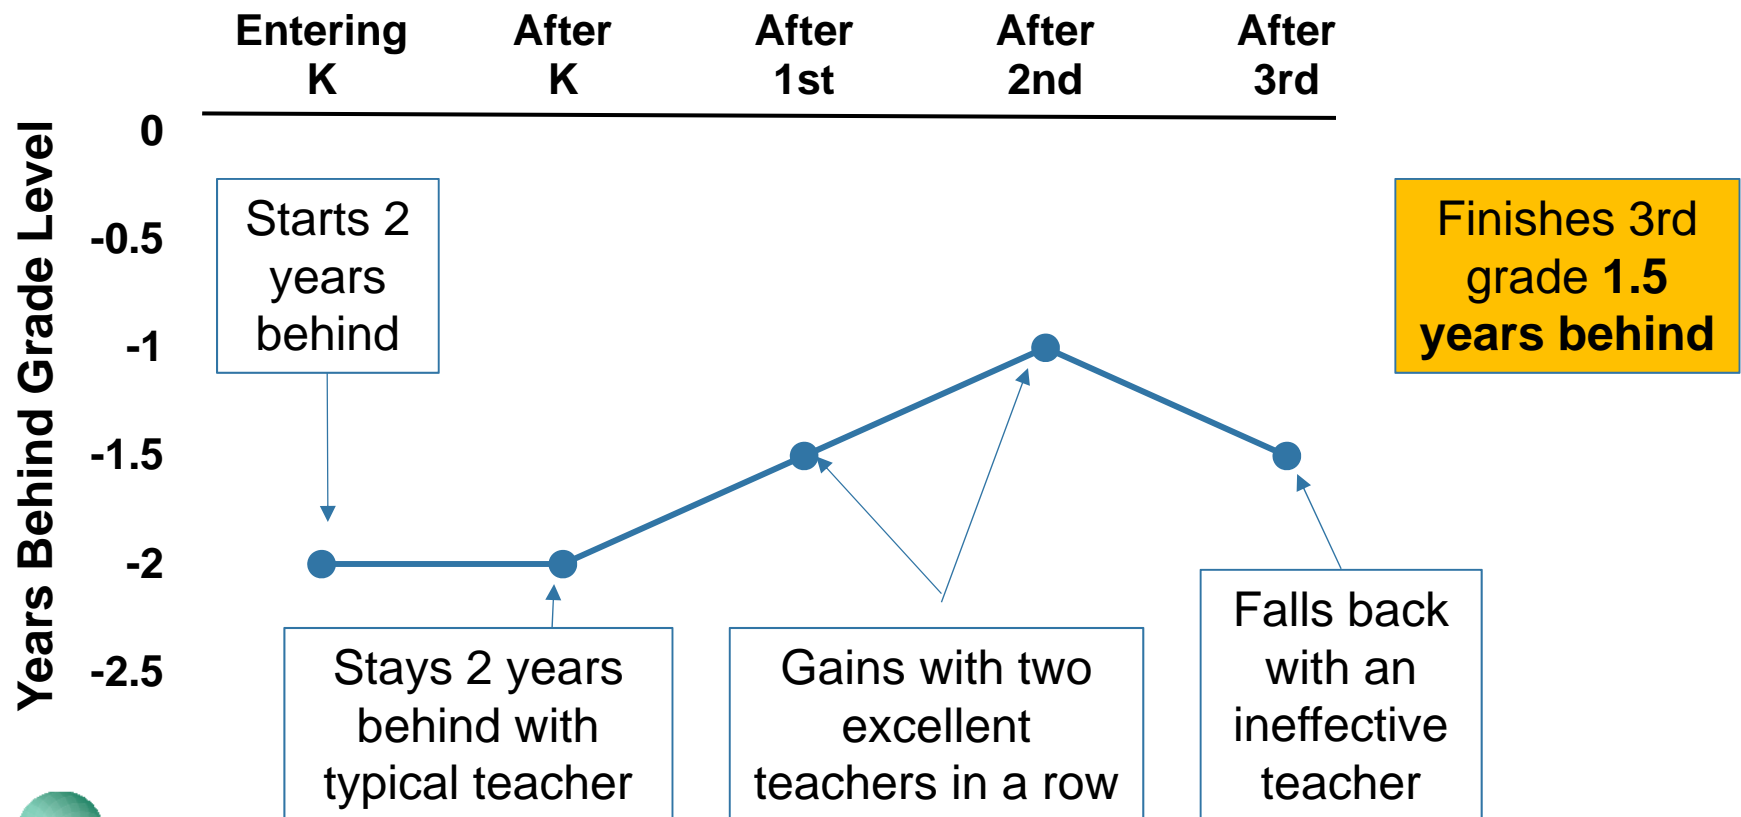 Entering
K
After
K
After
1st
After
2nd
After
3rd
Years Behind Grade Level
0
-0.5
-1
-1.5
-2
-2.5
Starts 2
years
behind
Finishes 3rd
grade 1.5
years behind
Stays 2 years
behind with
typical teacher
Gains with two
excellent
teachers in a row
Falls back
with an
ineffective
teacher